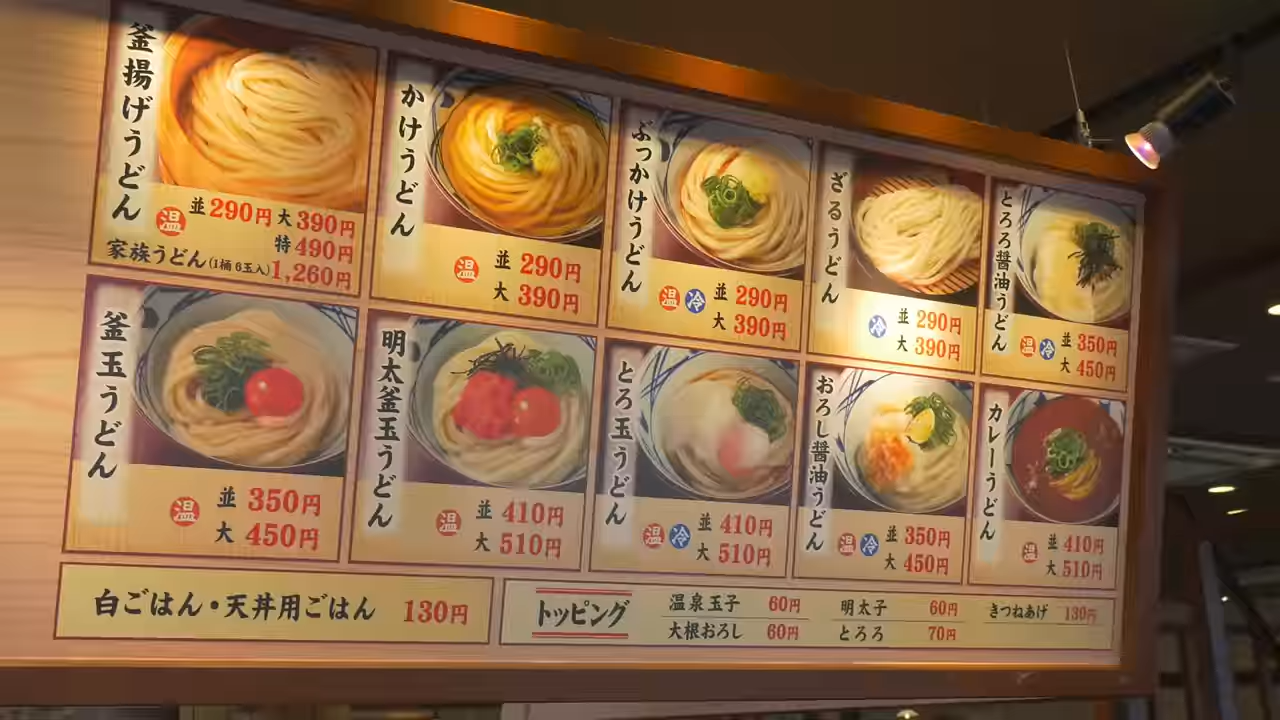 釜揚げうどん
温 並290円 大390円
特490円
家族うどん(1桶 6玉入)1,260円
かけうどん
温 並 290円
大 390円
ぶっかけうどん
温 冷 並 290円
大 390円
ざるうどん
冷 並 290円
大 390円
とろろ醤油うどん
温 冷 並 350円
大 450円
釜玉うどん
温 並 350円
大 450円
明太釜玉うどん
温 並 410円
大 510円
とろ玉うどん
温 冷 並 410円
大 510円
おろし醤油うどん
温 冷 並 350円
大 450円
カレーうどん
温 並 410円
大 510円
白ごはん・天丼用ごはん 130円
トッピング
温泉玉子 60円
大根おろし 60円
明太子 60円
とろろ 70円
きつねあげ 130円